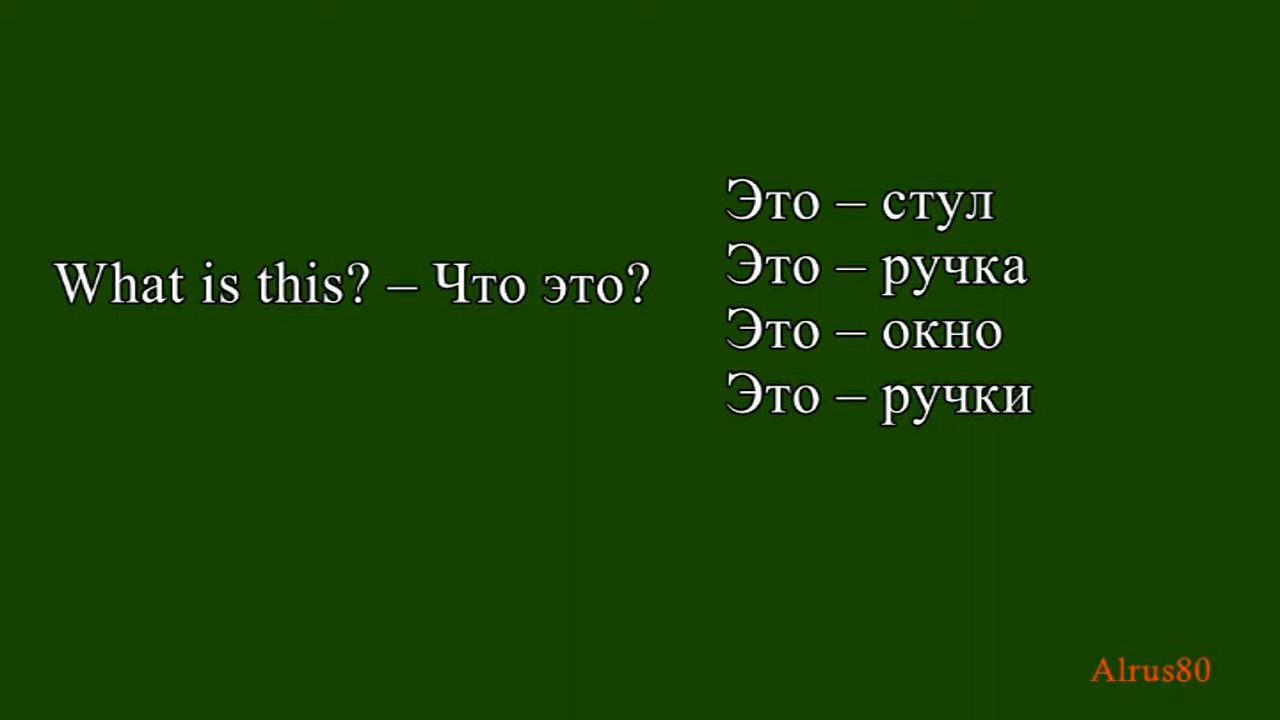 What is this? – Что это?
Это – стул
Это – ручка
Это – окно
Это – ручки
Alrus80